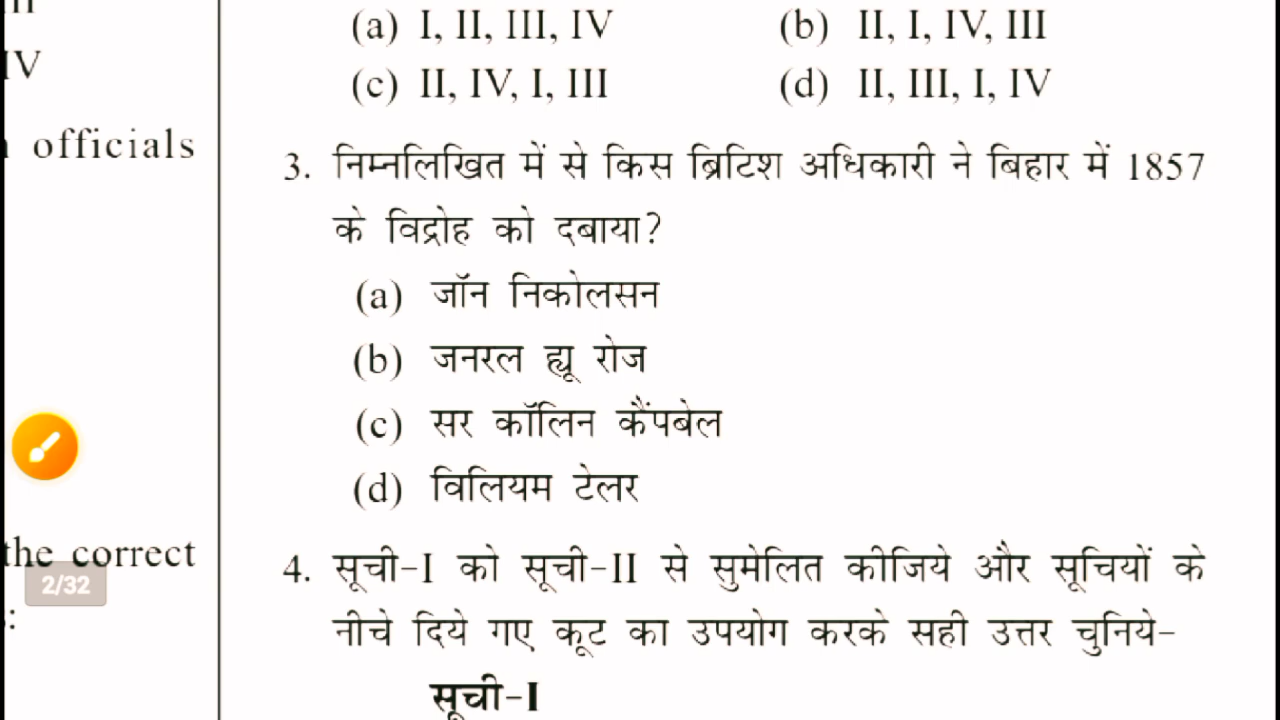 (a) I, II, III, IV (b) II, I, IV, III
IV
(c) II, IV, I, III (d) II, III, I, IV
officials
3. निम्नलिखित में से किस ब्रिटिश अधिकारी ने बिहार में 1857
के विद्रोह को दबाया?
(a) जॉन निकोलसन
(b) जनरल ह्यू रोज
(c) सर कॉलिन कैंपबेल
(d) विलियम टेलर
the correct
2/32
4. सूची-I को सूची-II से सुमेलित कीजिये और सूचियों के
नीचे दिये गए कूट का उपयोग करके सही उत्तर चुनिये-
सूची-I